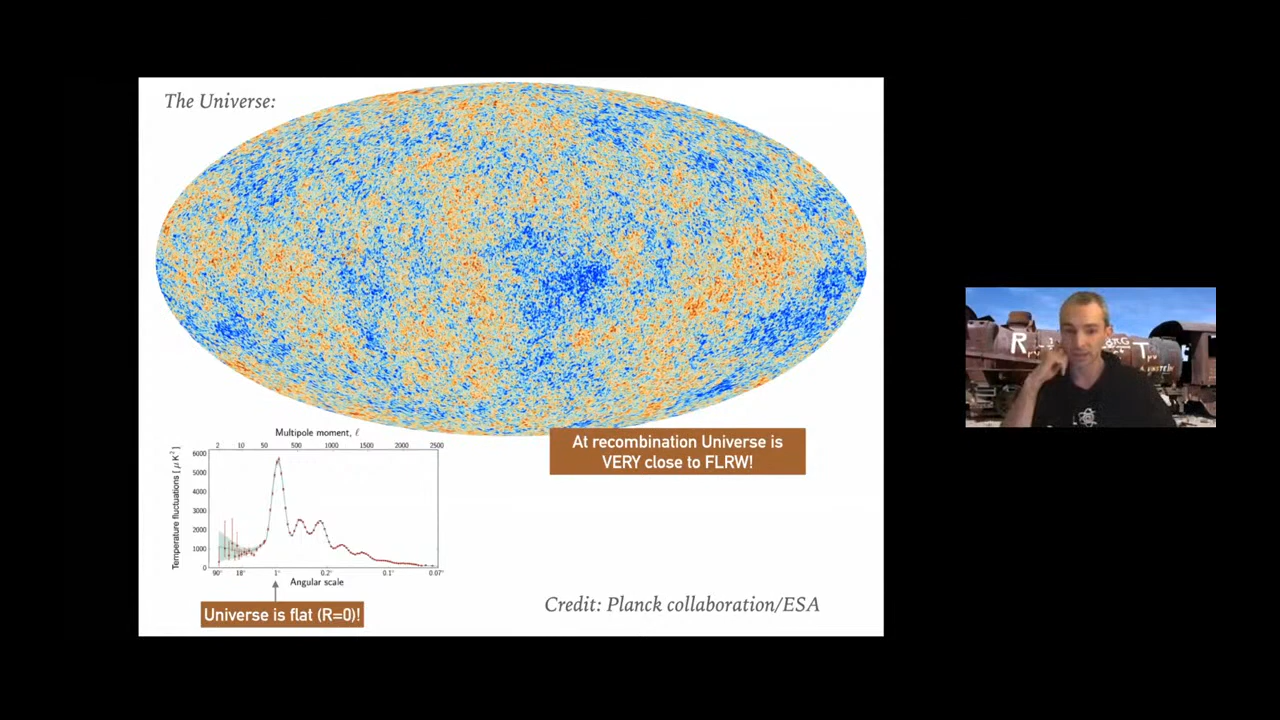 The Universe:
At recombination Universe is
VERY close to FLRW!
Multipole moment, ℓ
2 10 50 500 1000 1500 2000 2500
Temperature fluctuations [ μ K² ]
6000
5000
4000
3000
2000
1000
0
90° 18° 1° 0.2° 0.1° 0.07°
Angular scale
Universe is flat (R=0)!
Credit: Planck collaboration/ESA
R
T
A. EINSTEIN